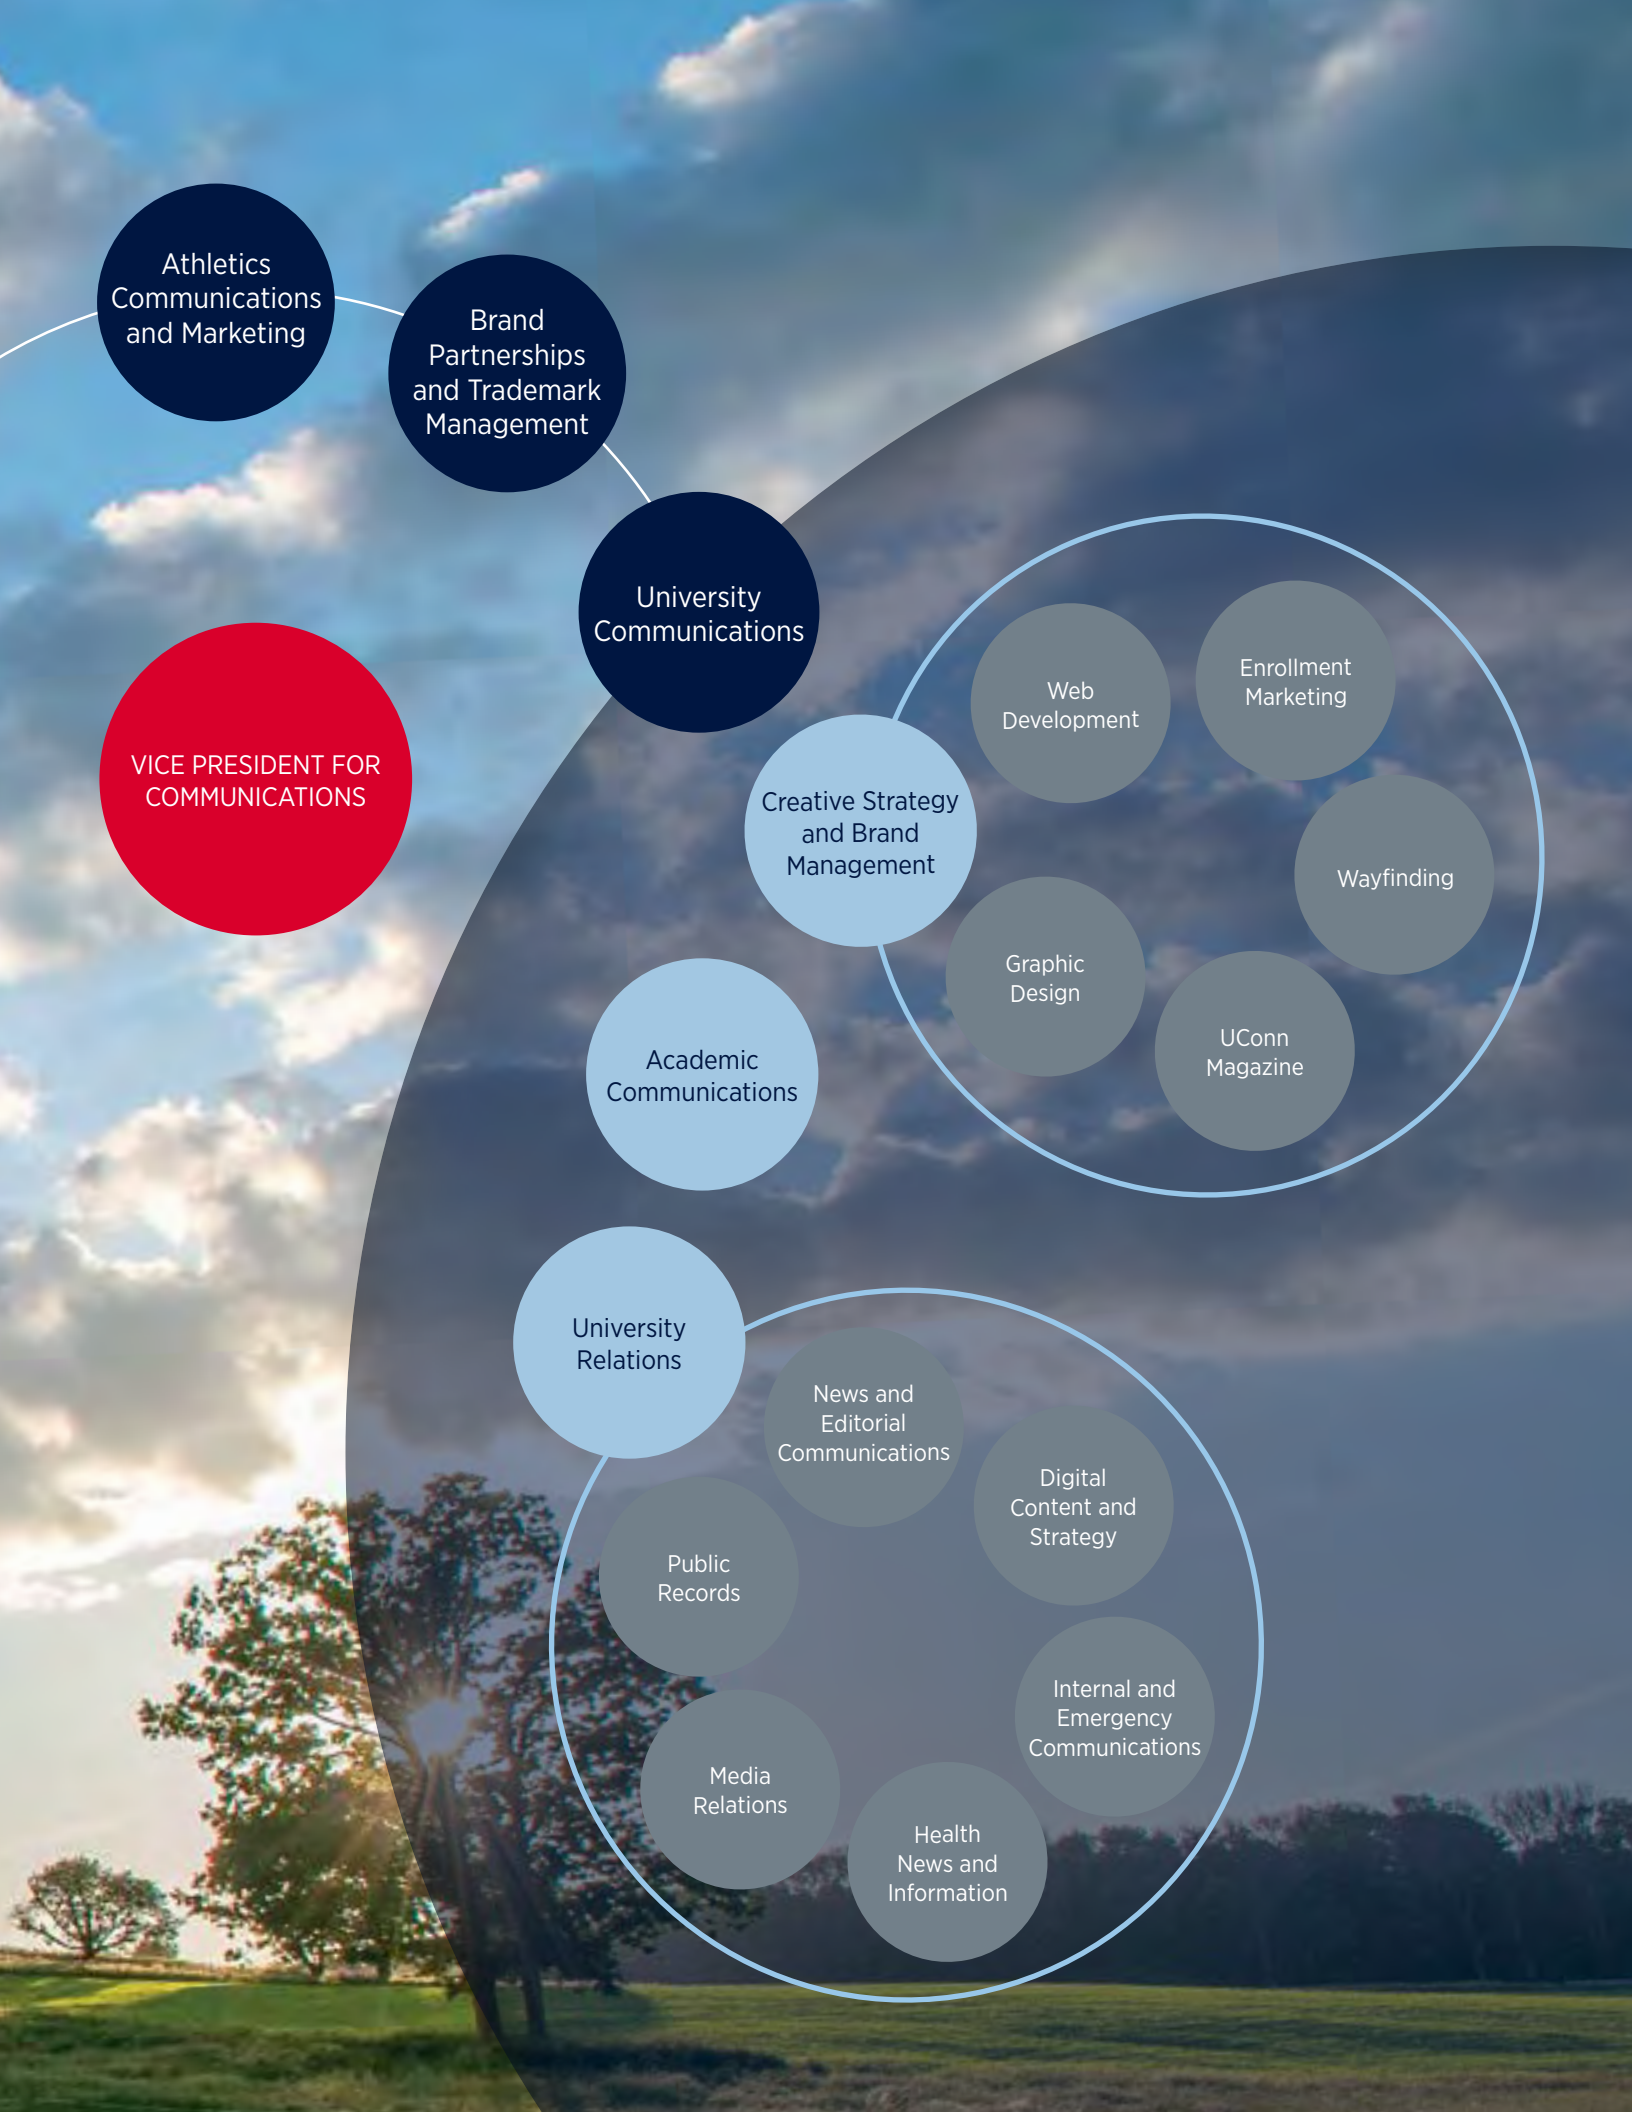 Athletics
Communications
and Marketing
Brand
Partnerships
and Trademark
Management
University
Communications
VICE PRESIDENT FOR
COMMUNICATIONS
Creative Strategy
and Brand
Management
Web
Development
Enrollment
Marketing
Wayfinding
Graphic
Design
UConn
Magazine
Academic
Communications
University
Relations
News and
Editorial
Communications
Digital
Content and
Strategy
Public
Records
Internal and
Emergency
Communications
Media
Relations
Health
News and
Information